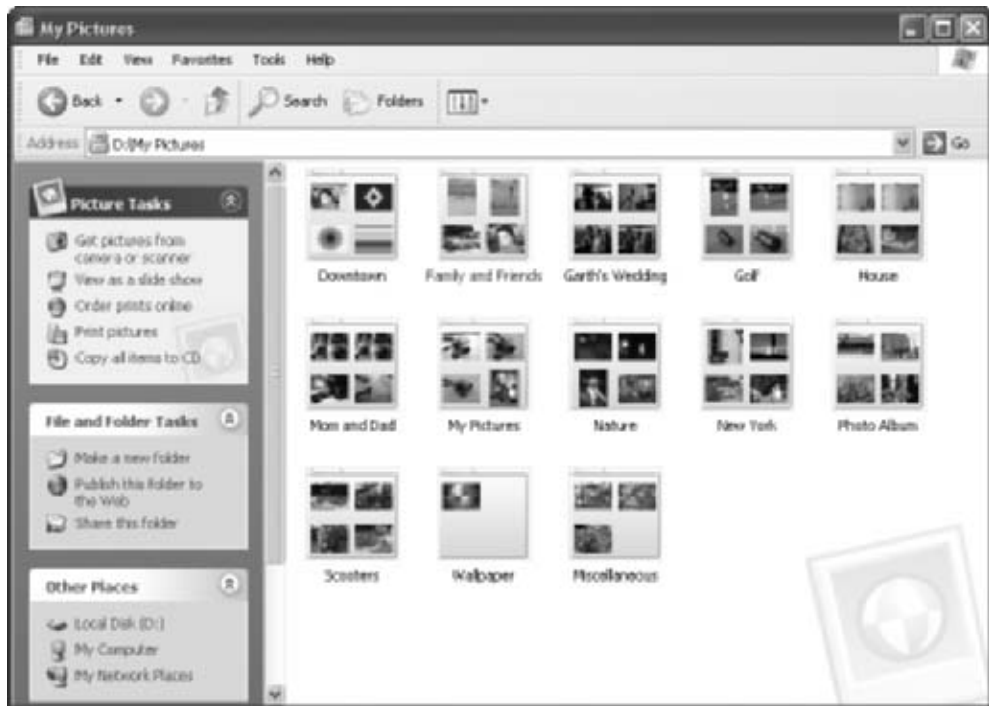 My Pictures
File Edit View Favorites Tools Help
Back Search Folders
Address D:\My Pictures Go
Picture Tasks
Get pictures from
camera or scanner
View as a slide show
Order prints online
Print pictures
Copy all items to CD
File and Folder Tasks
Make a new folder
Publish this folder to
the Web
Share this folder
Other Places
Local Disk (D:)
My Computer
My Network Places
Downtown Family and Friends Garth's Wedding Golf House
Mom and Dad My Pictures Nature New York Photo Album
Scooters Wallpaper Miscellaneous